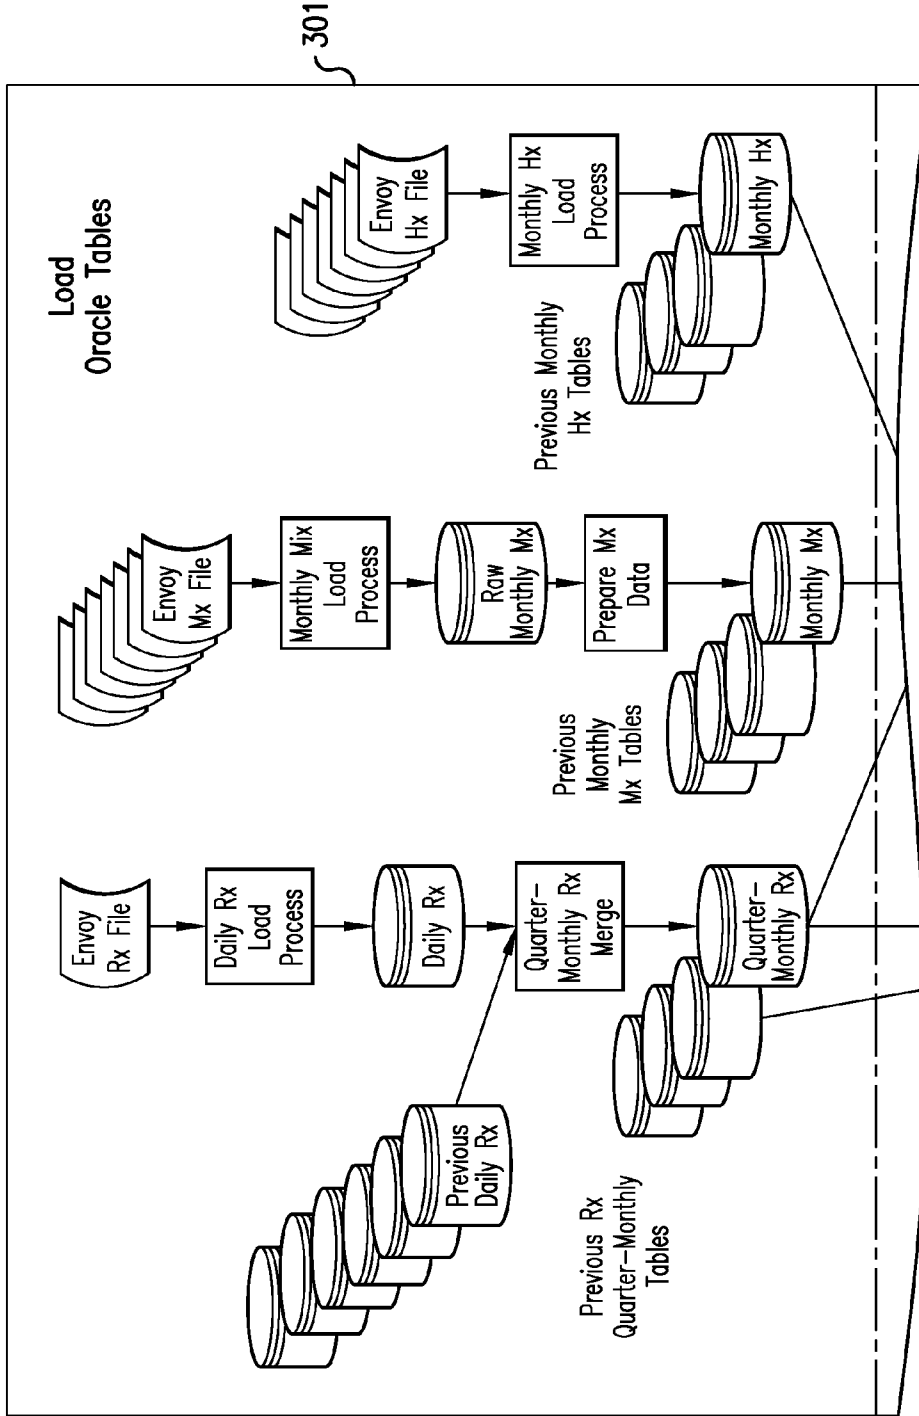 301
Load
Oracle Tables
Envoy
Rx File
Daily Rx
Load
Process
Daily Rx
Previous
Daily Rx
Quarter-
Monthly Rx
Merge
Quarter-
Monthly Rx
Previous Rx
Quarter-Monthly
Tables
Envoy
Mx File
Monthly Mix
Load
Process
Raw
Monthly Mx
Prepare Mx
Data
Monthly Mx
Previous
Monthly
Mx Tables
Envoy
Hx File
Monthly Hx
Load
Process
Monthly Hx
Previous Monthly
Hx Tables